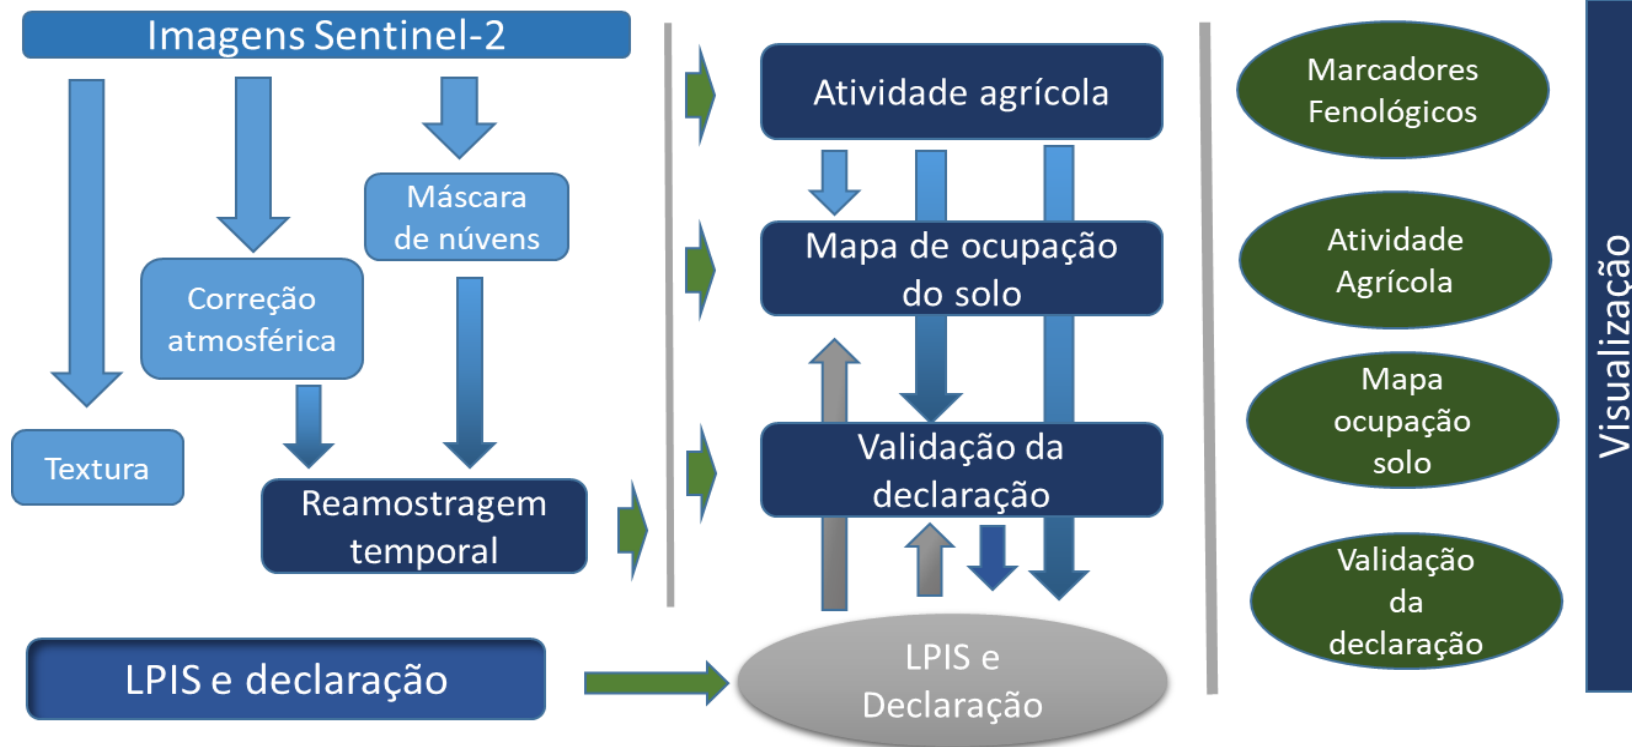 Imagens Sentinel-2
Máscara
de núvens
Correção
atmosférica
Textura
Reamostragem
temporal
LPIS e declaração
Atividade agrícola
Mapa de ocupação
do solo
Validação da
declaração
LPIS e
Declaração
Marcadores
Fenológicos
Atividade
Agrícola
Mapa
ocupação
solo
Validação
da
declaração
Visualização